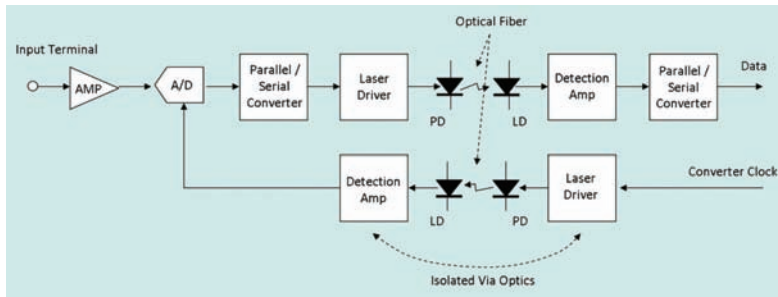 Optical Fiber
Input Terminal
AMP
A/D
Parallel /
Serial
Converter
Laser
Driver
PD
LD
Detection
Amp
Parallel /
Serial
Converter
Data
Detection
Amp
LD
PD
Laser
Driver
Converter Clock
Isolated Via Optics